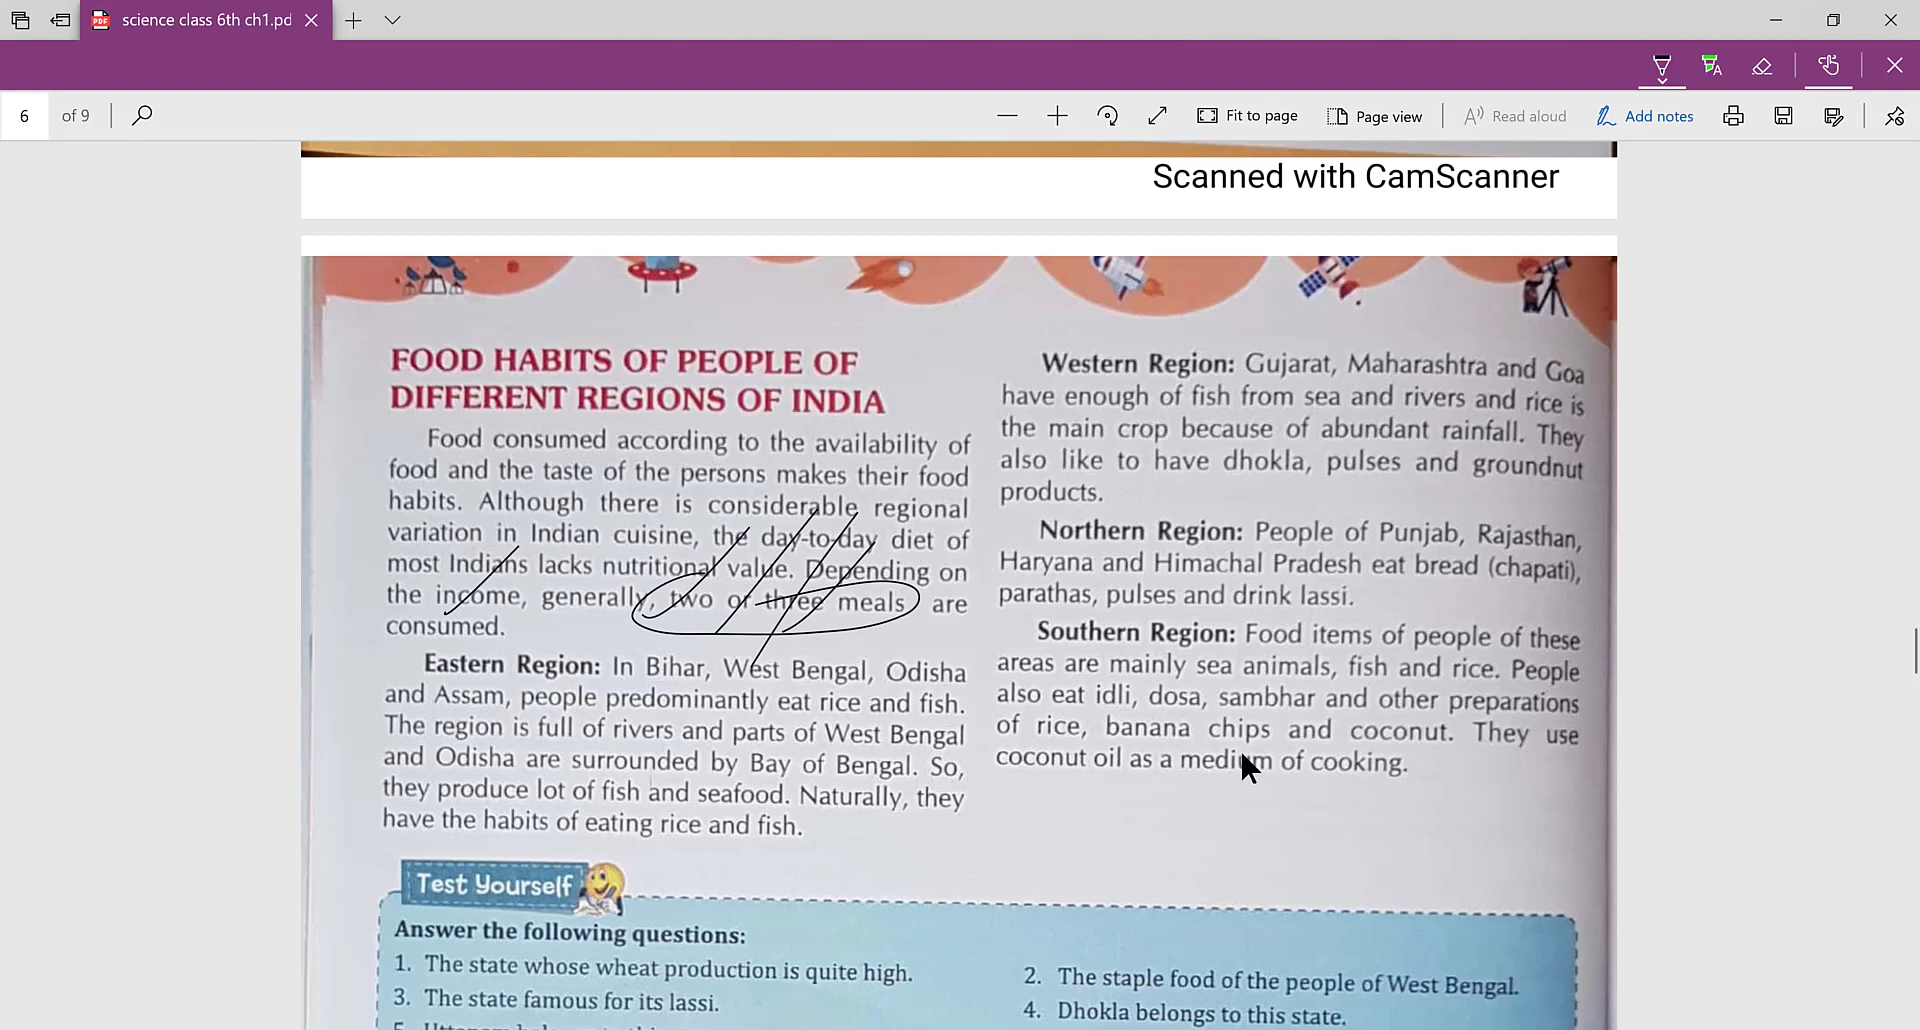 science class 6th ch1.pd
6 of 9
Fit to page
Page view
Read aloud
Add notes
Scanned with CamScanner
FOOD HABITS OF PEOPLE OF
DIFFERENT REGIONS OF INDIA
Food consumed according to the availability of
food and the taste of the persons makes their food
habits. Although there is considerable regional
variation in Indian cuisine, the day-to-day diet of
most Indians lacks nutritional value. Depending on
the income, generally, two or three meals are
consumed.
Eastern Region: In Bihar, West Bengal, Odisha
and Assam, people predominantly eat rice and fish.
The region is full of rivers and parts of West Bengal
and Odisha are surrounded by Bay of Bengal. So,
they produce lot of fish and seafood. Naturally, they
have the habits of eating rice and fish.
Western Region: Gujarat, Maharashtra and Goa
have enough of fish from sea and rivers and rice is
the main crop because of abundant rainfall. They
also like to have dhokla, pulses and groundnut
products.
Northern Region: People of Punjab, Rajasthan,
Haryana and Himachal Pradesh eat bread (chapati),
parathas, pulses and drink lassi.
Southern Region: Food items of people of these
areas are mainly sea animals, fish and rice. People
also eat idli, dosa, sambhar and other preparations
of rice, banana chips and coconut. They use
coconut oil as a medium of cooking.
Test Yourself
Answer the following questions:
1. The state whose wheat production is quite high.
2. The staple food of the people of West Bengal.
3. The state famous for its lassi.
4. Dhokla belongs to this state.